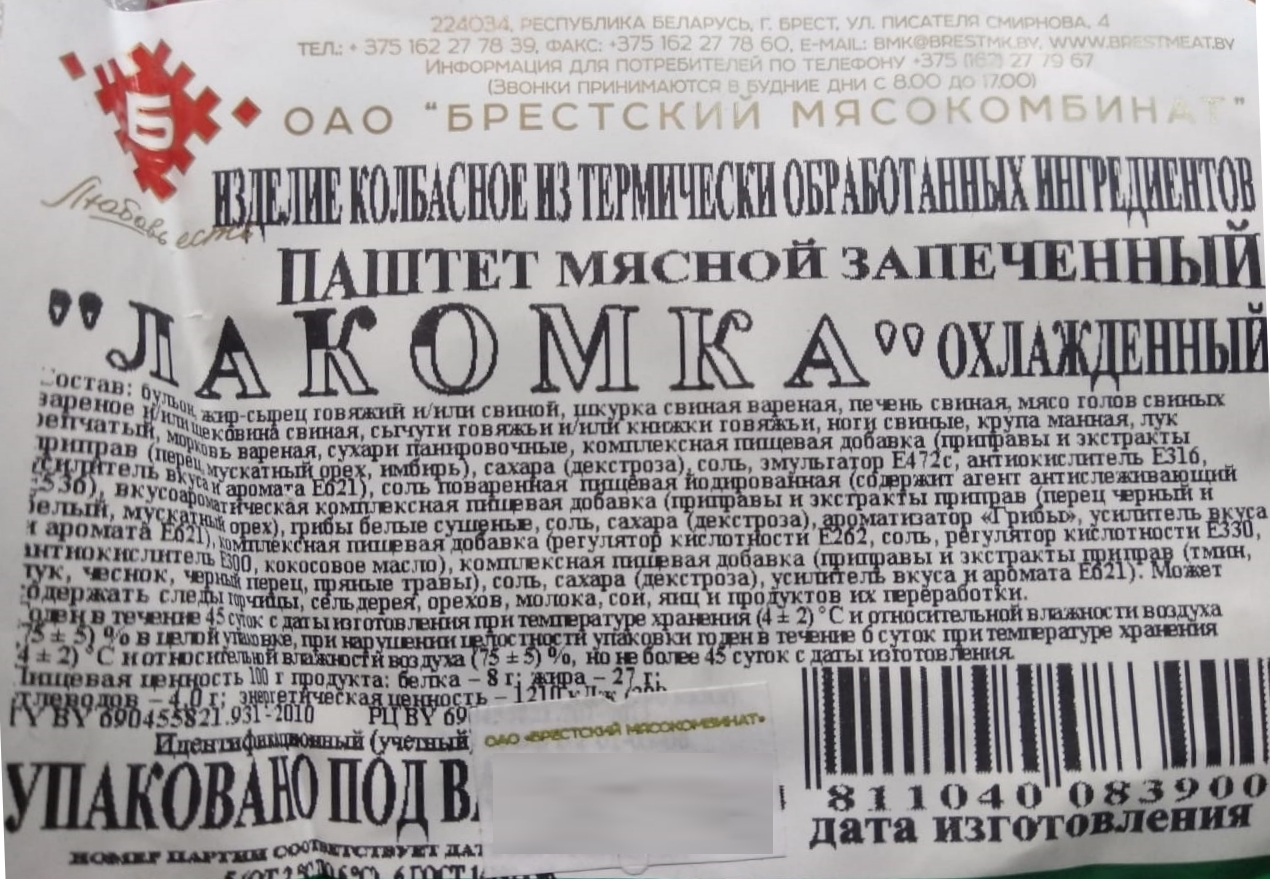 224034, РЕСПУБЛИКА БЕЛАРУСЬ, Г. БРЕСТ, УЛ. ПИСАТЕЛЯ СМИРНОВА, 4
ТЕЛ.: + 375 162 27 78 39, ФАКС: +375 162 27 78 60, E-MAIL: BMK@BRESTMK.BY, WWW.BRESTMEAT.BY
ИНФОРМАЦИЯ ДЛЯ ПОТРЕБИТЕЛЕЙ ПО ТЕЛЕФОНУ +375 (162) 27 79 67
(ЗВОНКИ ПРИНИМАЮТСЯ В БУДНИЕ ДНИ С 8.00 ДО 17.00)
ОАО "БРЕСТСКИЙ МЯСОКОМБИНАТ"
Б
Любовь есть
ИЗДЕЛИЕ КОЛБАСНОЕ ИЗ ТЕРМИЧЕСКИ ОБРАБОТАННЫХ ИНГРЕДИЕНТОВ
ПАШТЕТ МЯСНОЙ ЗАПЕЧЕННЫЙ
"ЛАКОМКА" ОХЛАЖДЕННЫЙ
Состав: бульон, жир-сырец говяжий и/или свиной, шкурка свиная вареная, печень свиная, мясо голов свиных
вареное и/или щековина свиная, сычуги говяжьи и/или книжки говяжьи, ноги свиные, крупа манная, лук
репчатый, морковь вареная, сухари панировочные, комплексная пищевая добавка (приправы и экстракты
приправ (перец, мускатный орех, имбирь), сахара (декстроза), соль, эмульгатор Е472с, антиокислитель Е316,
усилитель вкуса и аромата Е621), соль поваренная пищевая йодированная (содержит агент антислеживающий
Е536), вкусоароматическая комплексная пищевая добавка (приправы и экстракты приправ (перец черный и
белый, мускатный орех), грибы белые сушеные, соль, сахара (декстроза), ароматизатор «Грибы», усилитель вкуса
и аромата Е621), комплексная пищевая добавка (регулятор кислотности Е262, соль, регулятор кислотности Е330,
антиокислитель Е300, кокосовое масло), комплексная пищевая добавка (приправы и экстракты приправ (тмин,
лук, чеснок, черный перец, пряные травы), соль, сахара (декстроза), усилитель вкуса и аромата Е621). Может
содержать следы горчицы, сельдерея, орехов, молока, сои, яиц и продуктов их переработки.
Годен в течение 45 суток с даты изготовления при температуре хранения (4 ± 2) °С и относительной влажности воздуха
(75 ± 5) % в целой упаковке, при нарушении целостности упаковки годен в течение 6 суток при температуре хранения
(4 ± 2) °С и относительной влажности воздуха (75 ± 5) %, но не более 45 суток с даты изготовления.
Пищевая ценность 100 г продукта: белка – 8 г; жира – 27 г;
углеводов – 4,0 г; энергетическая ценность – 1210 кДж
ТУ BY 690455821.931-2010 РЦ BY 69
Идентификационный (учетный
ОАО «БРЕСТСКИЙ МЯСОКОМБИНАТ»
УПАКОВАНО ПОД В
811040 083900
дата изготовления
НОМЕР ПАРТИИ СООТВЕТСТВУЕТ ДАТ